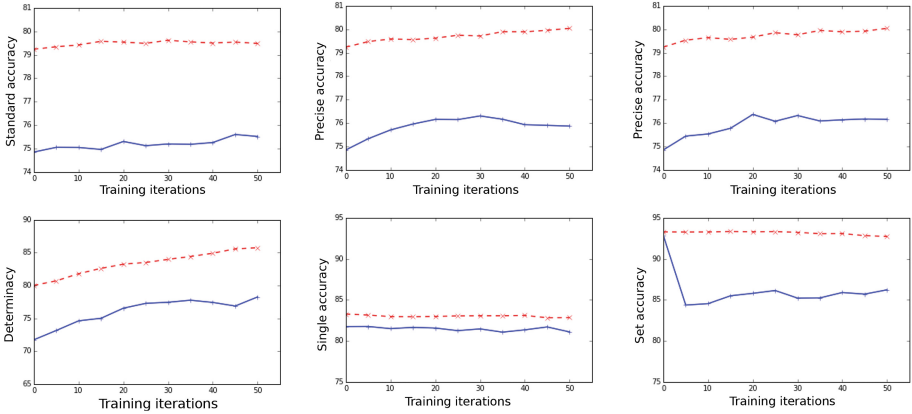 Standard accuracy
81
80
79
78
77
76
75
74
0 10 20 30 40 50
Training iterations
Precise accuracy
81
80
79
78
77
76
75
74
0 10 20 30 40 50
Training iterations
Precise accuracy
81
80
79
78
77
76
75
74
0 10 20 30 40 50
Training iterations
Determinacy
90
85
80
75
70
65
0 10 20 30 40 50
Training iterations
Single accuracy
95
90
85
80
75
0 10 20 30 40 50
Training iterations
Set accuracy
95
90
85
80
75
0 10 20 30 40 50
Training iterations